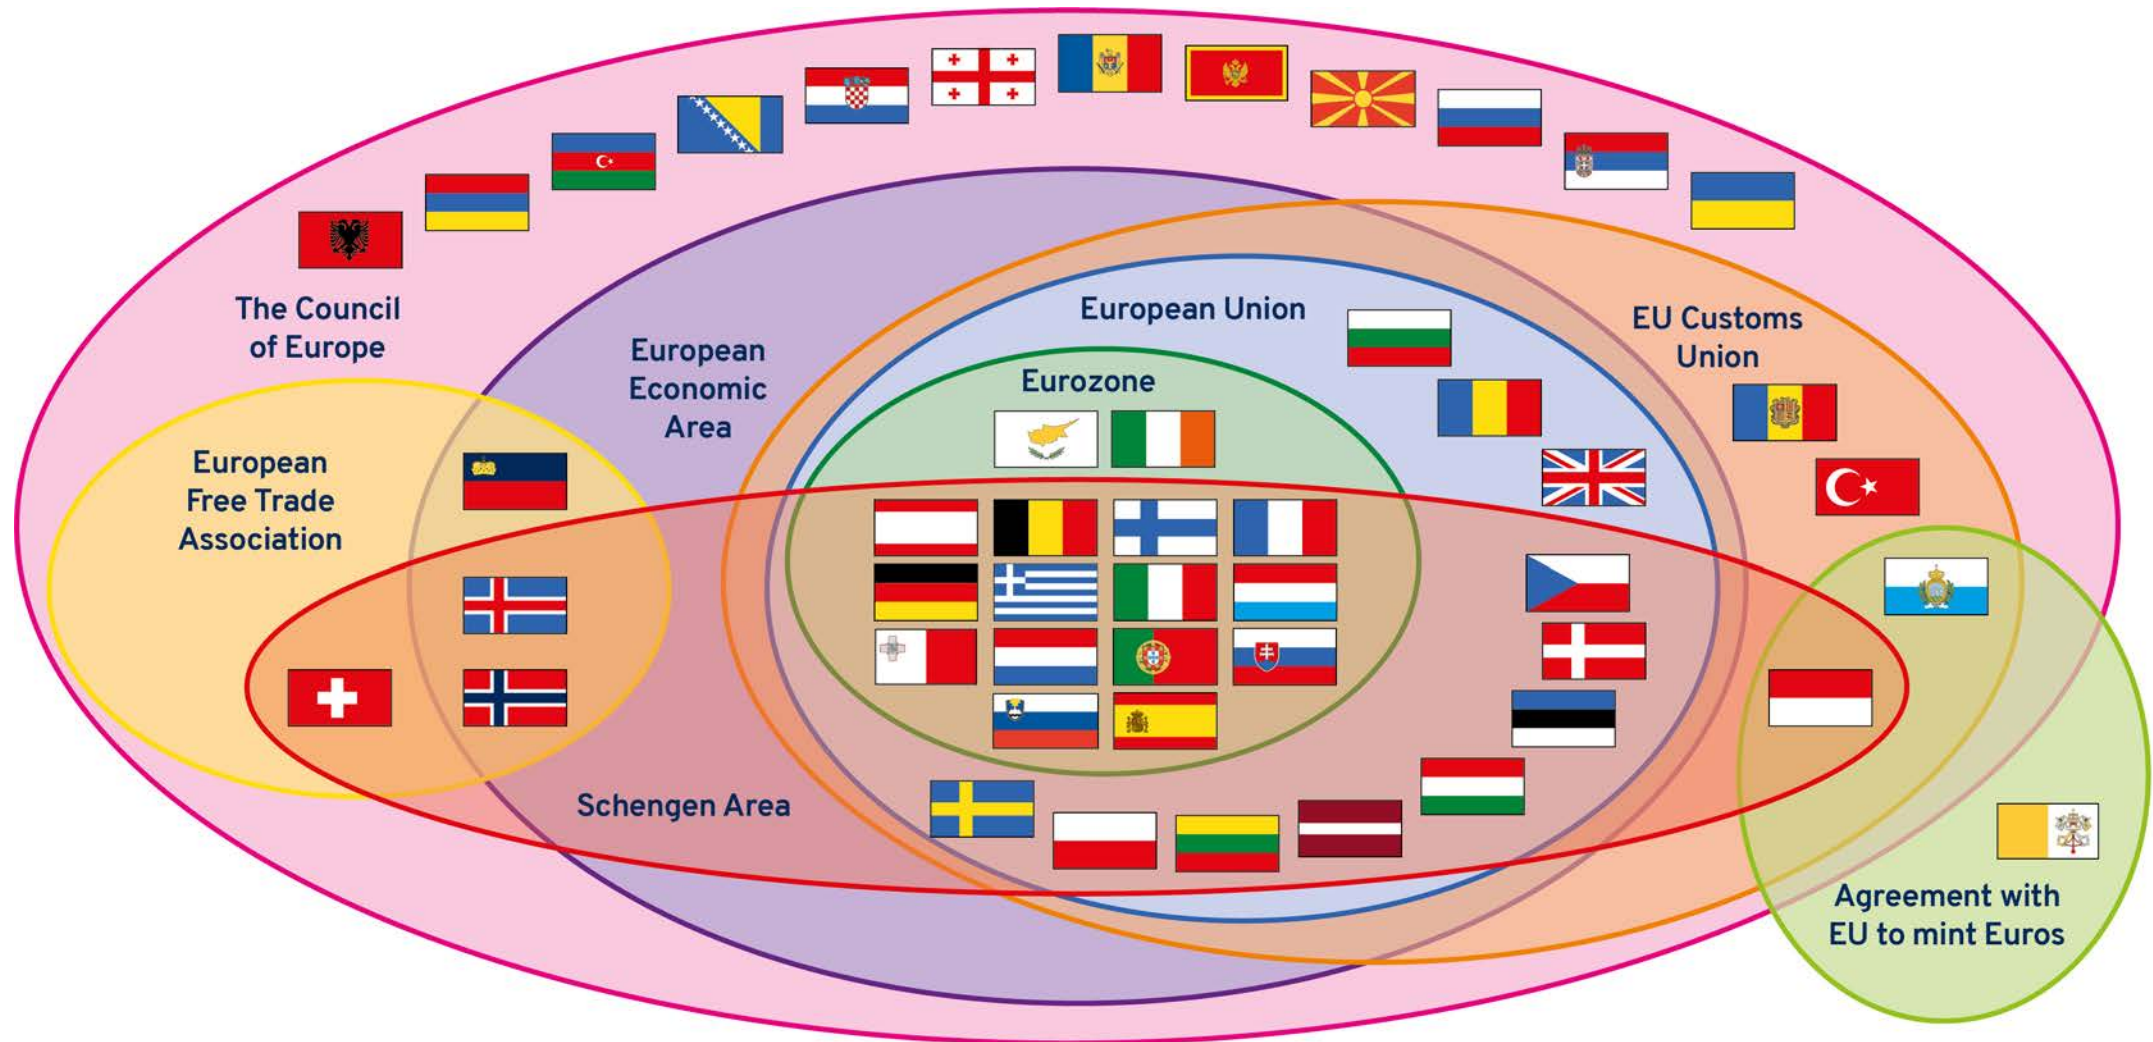 The Council
of Europe
European
Economic
Area
European Union
EU Customs
Union
Eurozone
European
Free Trade
Association
Schengen Area
Agreement with
EU to mint Euros